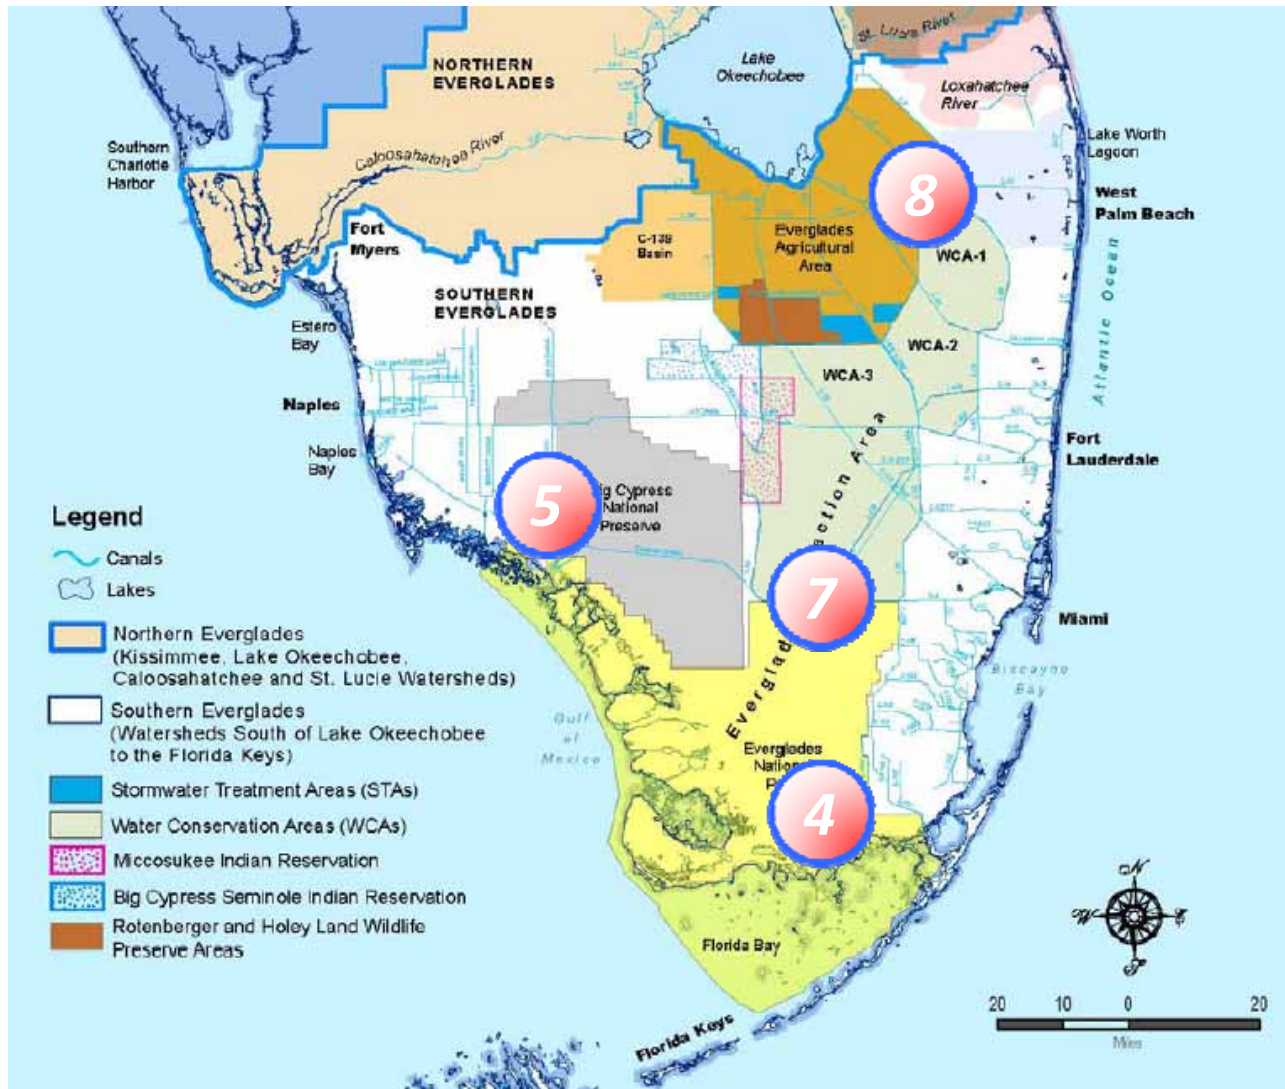 St. Lucie River
Lake
Okeechobee
NORTHERN
EVERGLADES
Loxahatchee
River
Lake Worth
Lagoon
Southern
Charlotte
Harbor
Caloosahatchee River
8
West
Palm Beach
Fort
Myers
C-139
Basin
Everglades
Agricultural
Area
WCA-1
SOUTHERN
EVERGLADES
Atlantic Ocean
Estero
Bay
WCA-2
WCA-3
Naples
Naples
Bay
Fort
Lauderdale
5
ig Cypress
National
Preserve
Everglad
ection Area
7
Miami
Biscayne
Bay
Gulf
of
Mexico
Everglades
Nation
4
Florida Bay
Florida Keys
Legend
Canals
Lakes
Northern Everglades
(Kissimmee, Lake Okeechobee,
Caloosahatchee and St. Lucie Watersheds)
Southern Everglades
(Watersheds South of Lake Okeechobee
to the Florida Keys)
Stormwater Treatment Areas (STAs)
Water Conservation Areas (WCAs)
Miccosukee Indian Reservation
Big Cypress Seminole Indian Reservation
Rotenberger and Holey Land Wildlife
Preserve Areas
N
W E
S
20 10 0 20
Miles